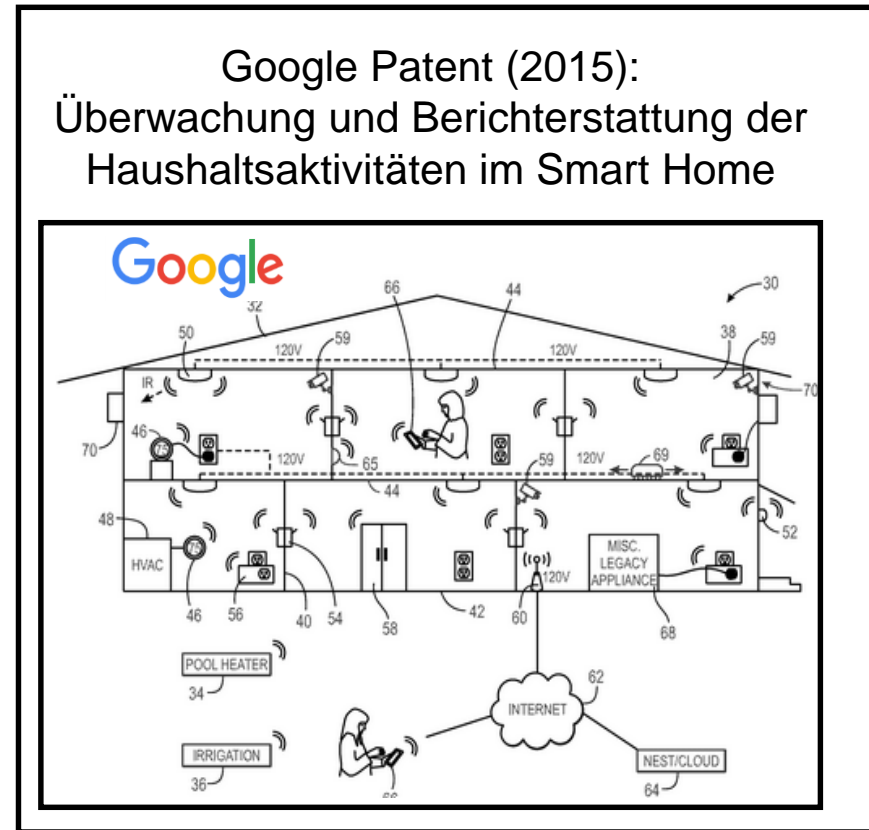 Google Patent (2015):
Überwachung und Berichterstattung der
Haushaltsaktivitäten im Smart Home
Google
30
66
44
32
50
59
38
59
120V
120V
IR
70
46
70
75
120V
65
59
120V
69
44
48
52
HVAC
75
MISC.
LEGACY
APPLIANCE
120V
46
56
40
54
58
42
60
68
POOL HEATER
34
62
INTERNET
IRRIGATION
36
NEST/CLOUD
64